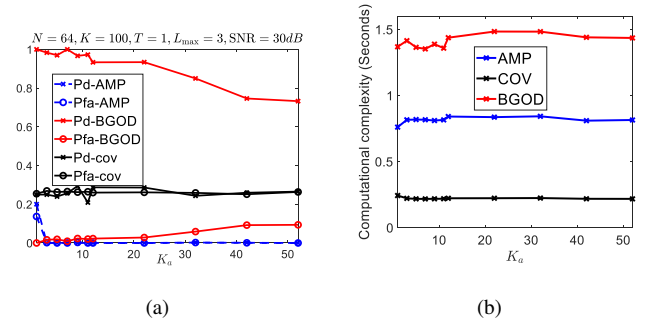 N = 64, K = 100, T = 1, L_max = 3, SNR = 30dB
1
0.8
0.6
0.4
0.2
0
Pd-AMP
Pfa-AMP
Pd-BGOD
Pfa-BGOD
Pd-cov
Pfa-cov
10 20 30 40 50
K_a
(a)
Computational complexity (Seconds)
1.5
1.0
0.5
0.0
AMP
COV
BGOD
10 20 30 40 50
K_a
(b)